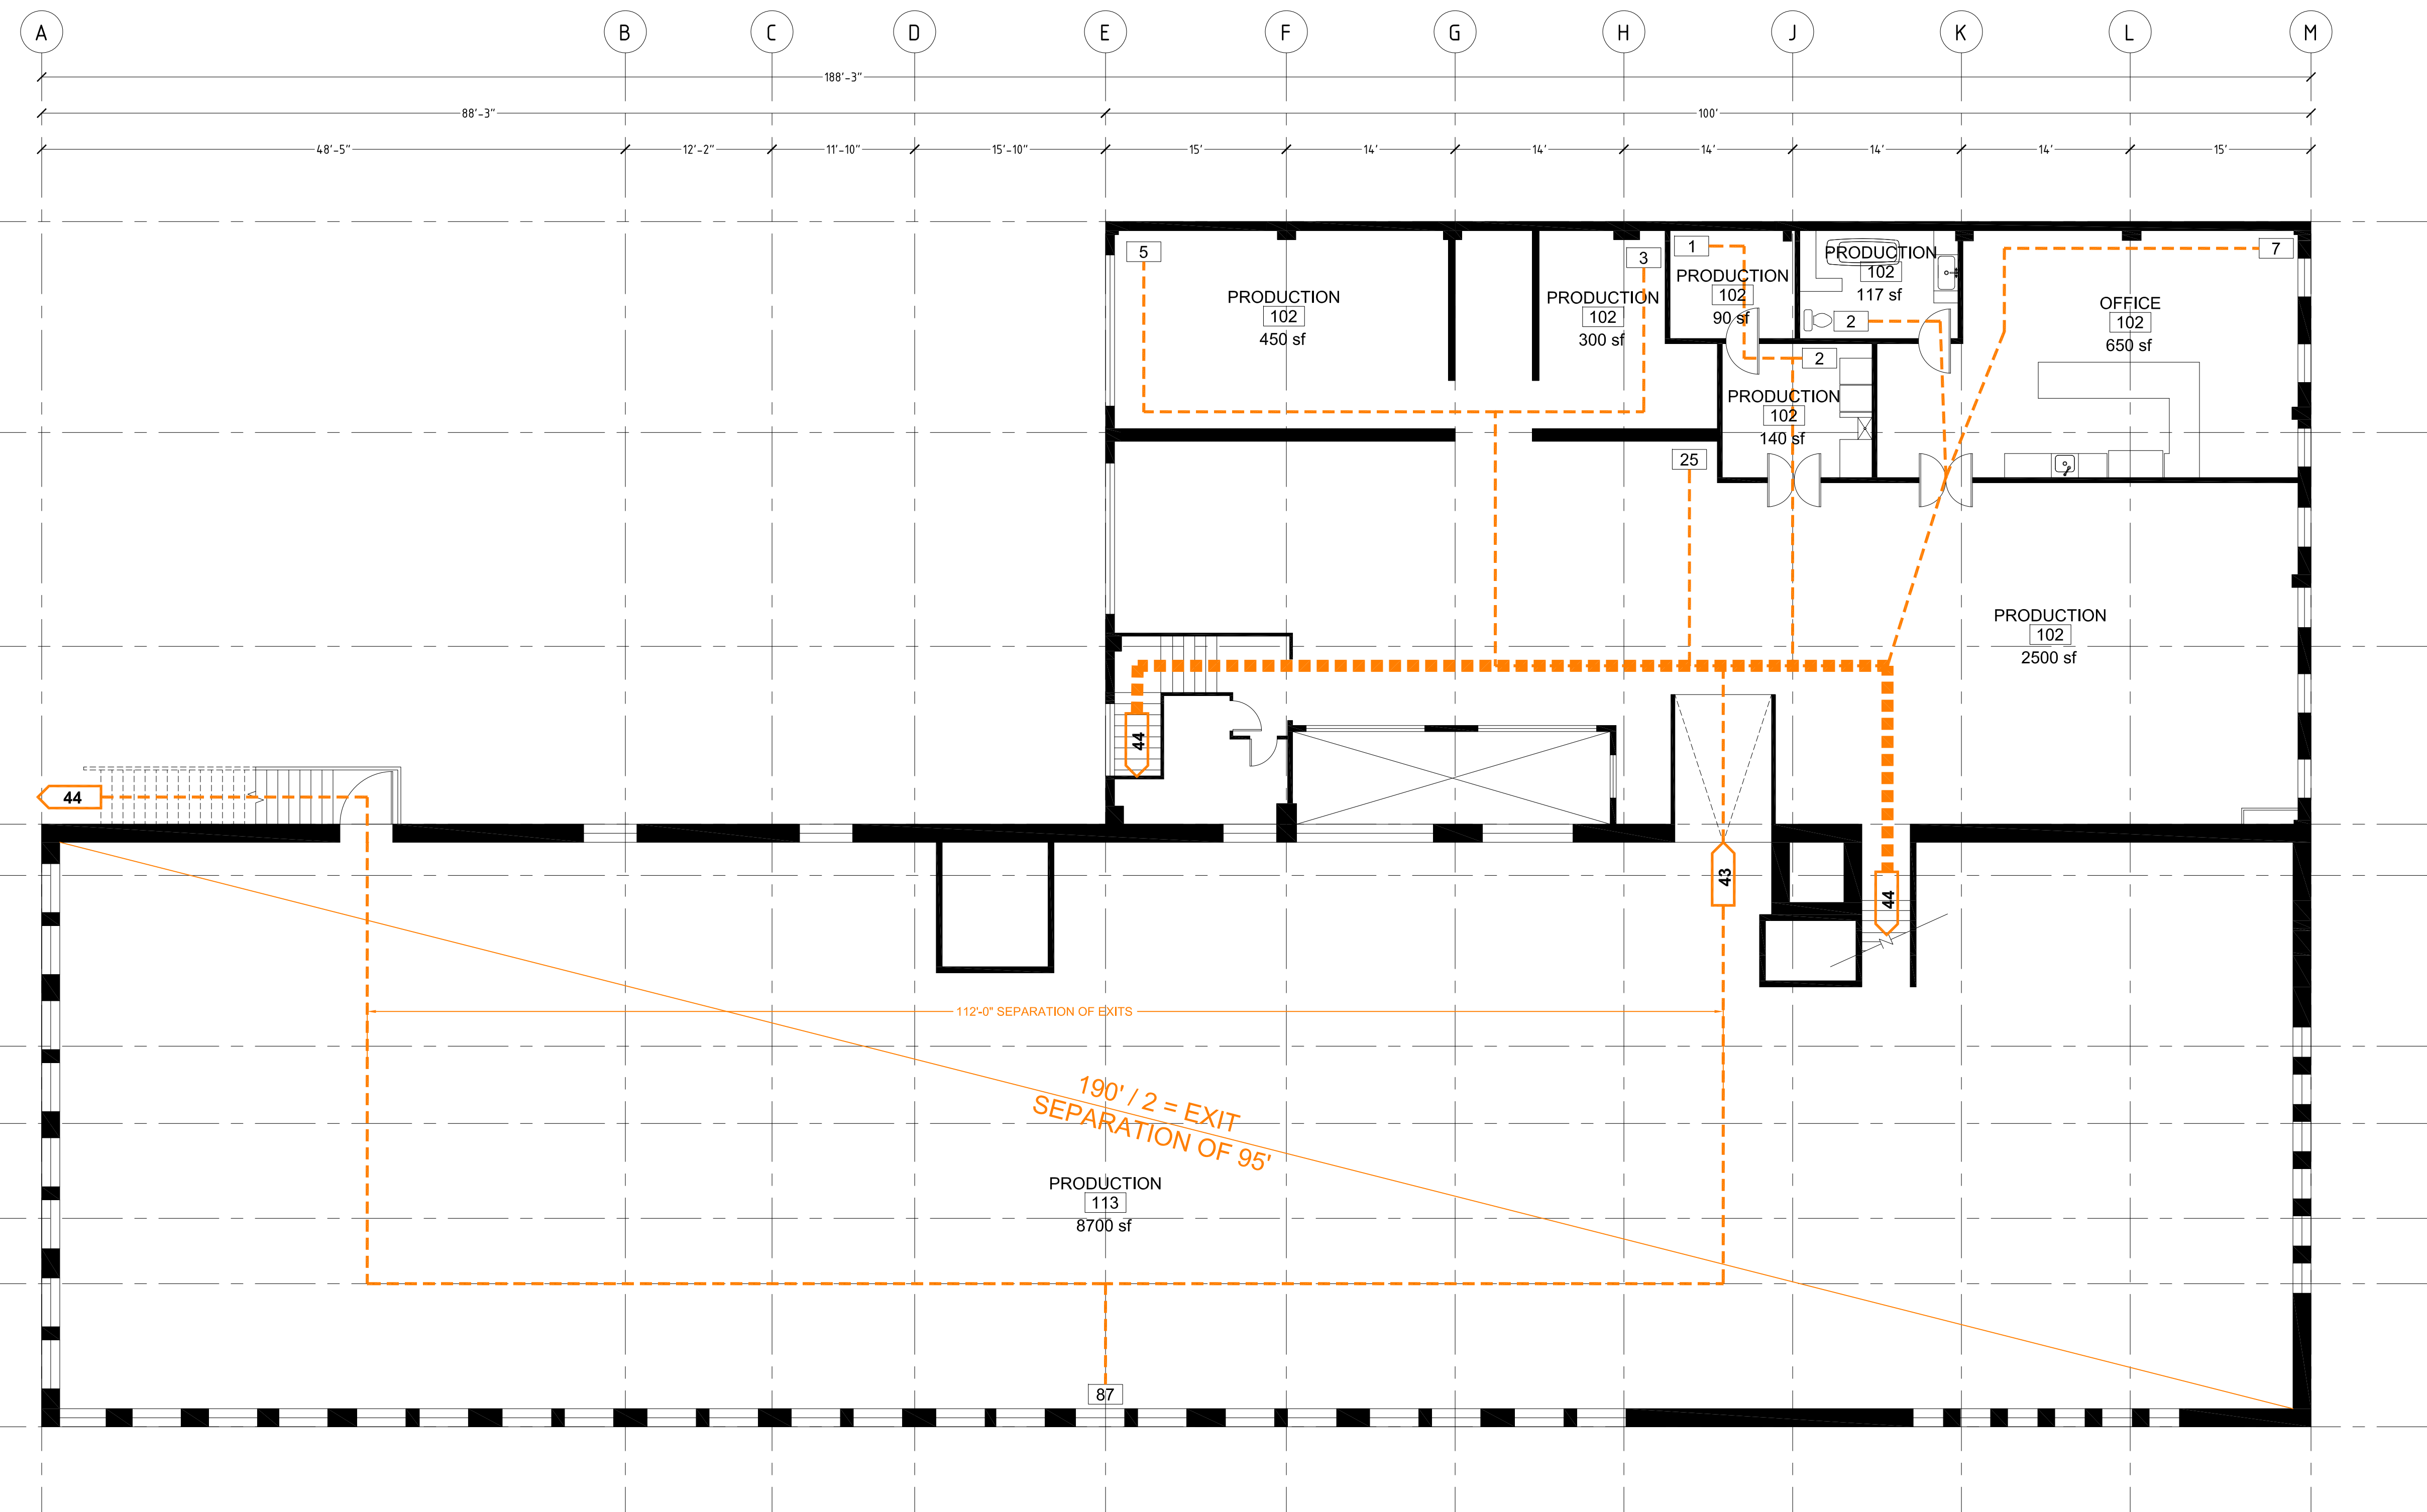 A B C D E F G H J K L M
188'-3"
88'-3" 100'
48'-5" 12'-2" 11'-10" 15'-10" 15' 14' 14' 14' 14' 14' 15'
5
3
1
7
PRODUCTION
102
450 sf
PRODUCTION
102
300 sf
PRODUCTION
102
90 sf
PRODUCTION
102
117 sf
2
OFFICE
102
650 sf
2
PRODUCTION
102
140 sf
25
PRODUCTION
102
2500 sf
44
44
43
44
112'-0" SEPARATION OF EXITS
190' / 2 = EXIT
SEPARATION OF 95'
PRODUCTION
113
8700 sf
87